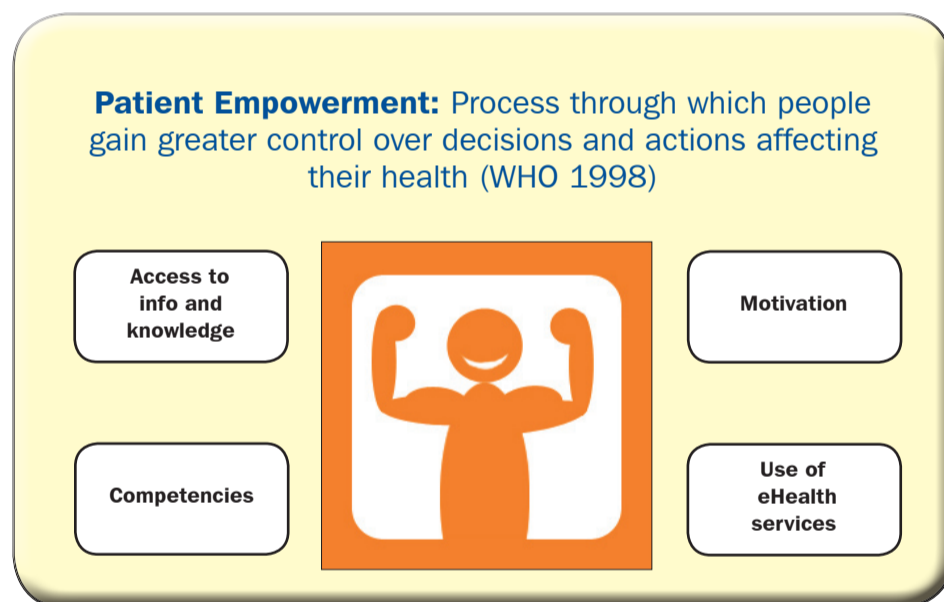 Patient Empowerment: Process through which people
gain greater control over decisions and actions affecting
their health (WHO 1998)
Access to
info and
knowledge
Motivation
Competencies
Use of
eHealth
services